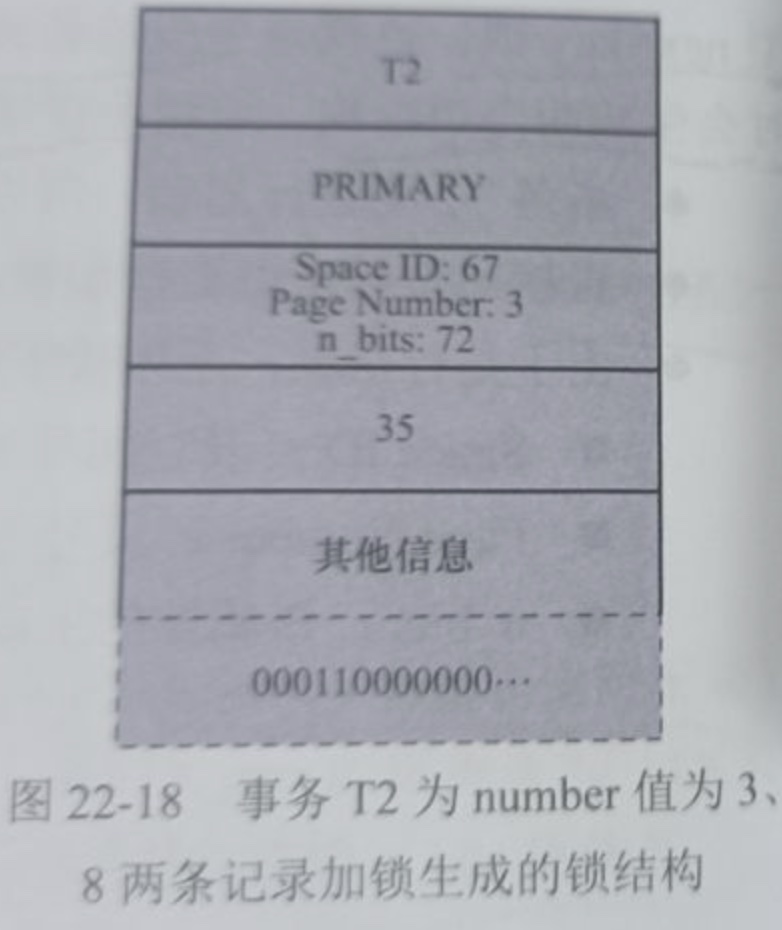 T2
PRIMARY
Space ID: 67
Page Number: 3
n_bits: 72
35
其他信息
000110000000…
图 22-18 事务 T2 为 number 值为 3、
8 两条记录加锁生成的锁结构